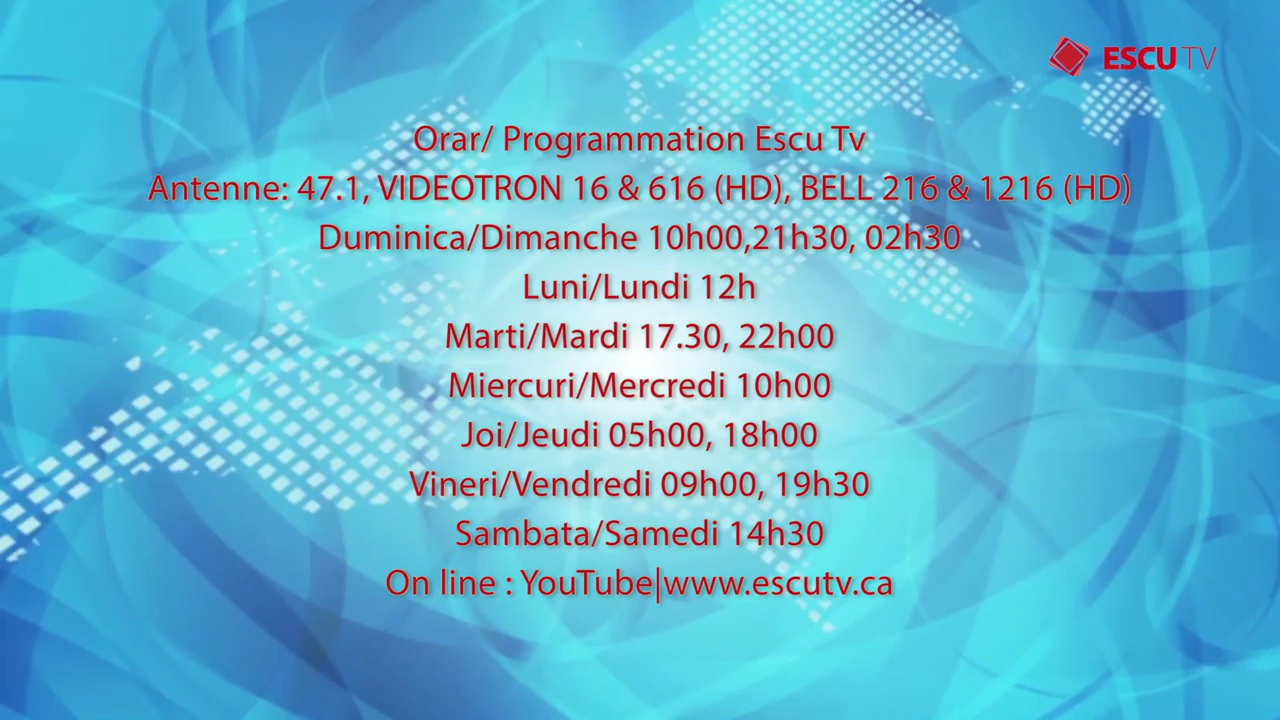 ESCU TV
Orar/ Programmation Escu Tv
Antenne: 47.1, VIDEOTRON 16 & 616 (HD), BELL 216 & 1216 (HD)
Duminica/Dimanche 10h00,21h30, 02h30
Luni/Lundi 12h
Marti/Mardi 17.30, 22h00
Miercuri/Mercredi 10h00
Joi/Jeudi 05h00, 18h00
Vineri/Vendredi 09h00, 19h30
Sambata/Samedi 14h30
On line : YouTube|www.escutv.ca